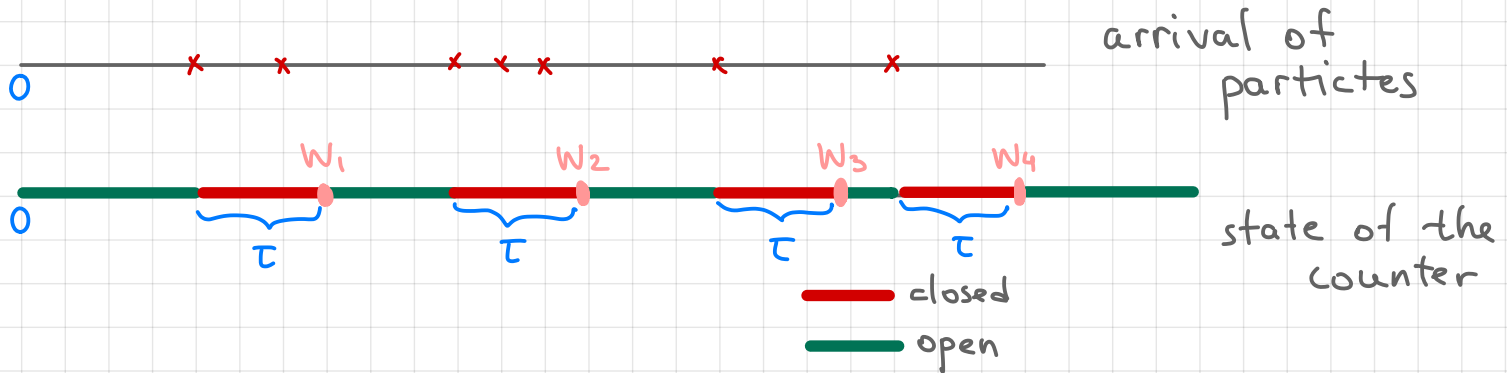 arrival of
partictes
0
W1 W2 W3 W4
0
τ τ τ τ
state of the
counter
closed
open